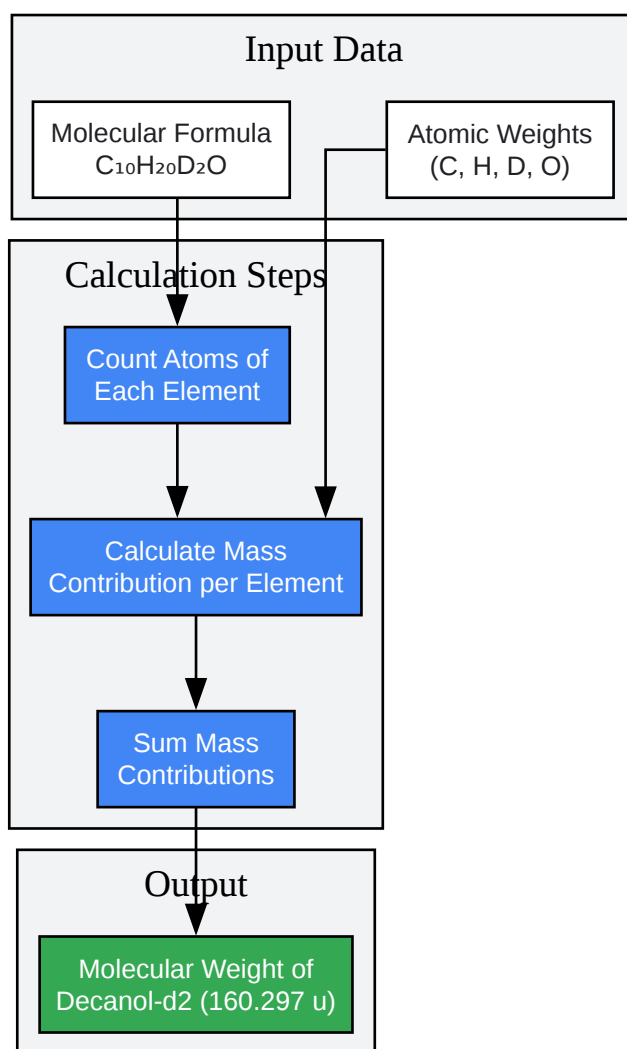 Input Data
Molecular Formula
C₁₀H₂₀D₂O
Atomic Weights
(C, H, D, O)
Calculation Steps
Count Atoms of
Each Element
Calculate Mass
Contribution per Element
Sum Mass
Contributions
Output
Molecular Weight of
Decanol-d2 (160.297 u)